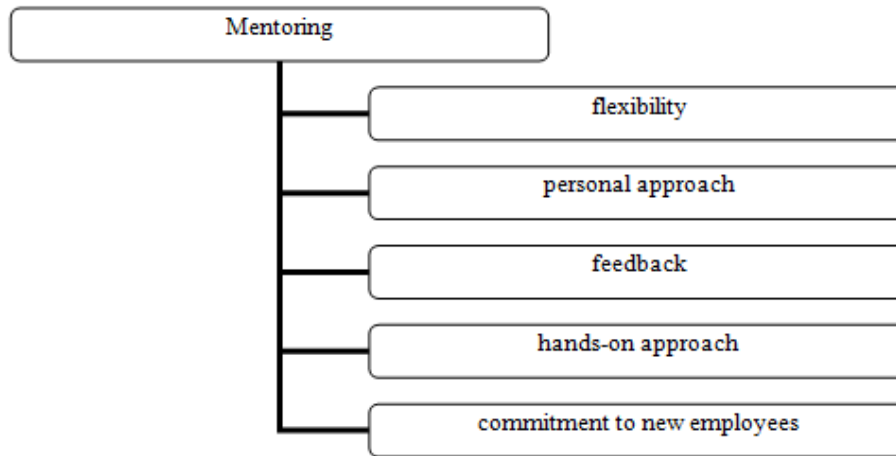 Mentoring
flexibility
personal approach
feedback
hands-on approach
commitment to new employees